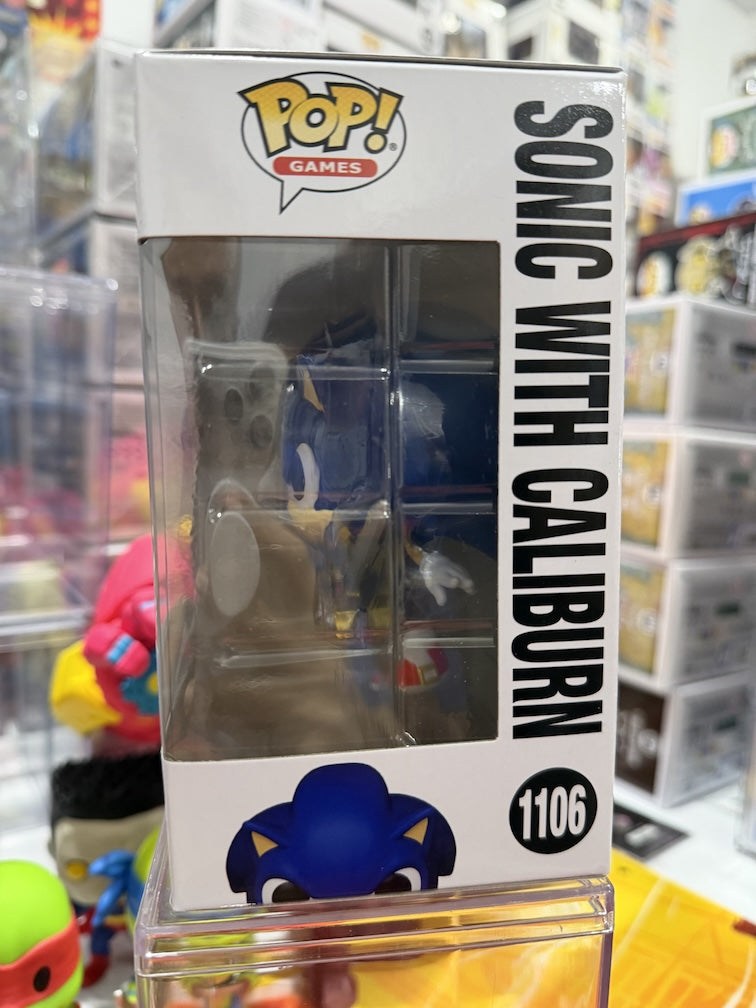 POP!
®
GAMES
SONIC WITH CALIBURN
1106